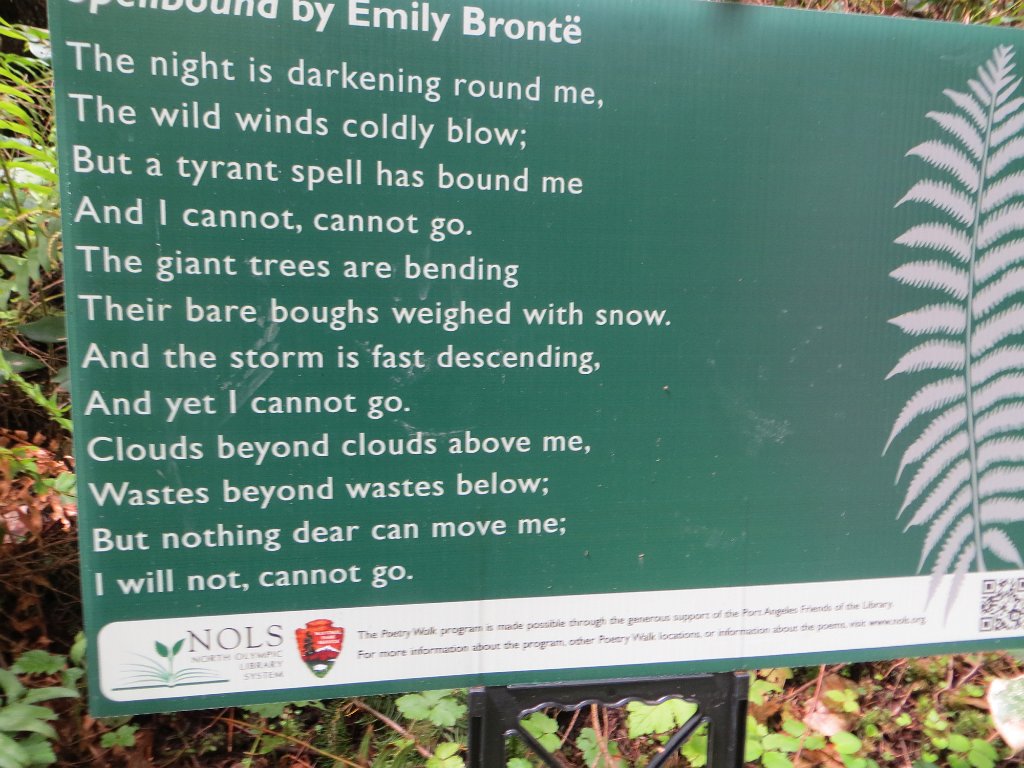 Spellbound by Emily Brontë
The night is darkening round me,
The wild winds coldly blow;
But a tyrant spell has bound me
And I cannot, cannot go.
The giant trees are bending
Their bare boughs weighed with snow.
And the storm is fast descending,
And yet I cannot go.
Clouds beyond clouds above me,
Wastes beyond wastes below;
But nothing dear can move me;
I will not, cannot go.
NOLS
NORTH OLYMPIC
LIBRARY
SYSTEM
The Poetry Walk program is made possible through the generous support of the Port Angeles Friends of the Library.
For more information about the program, other Poetry Walk locations, or information about the poems, visit www.nols.org.